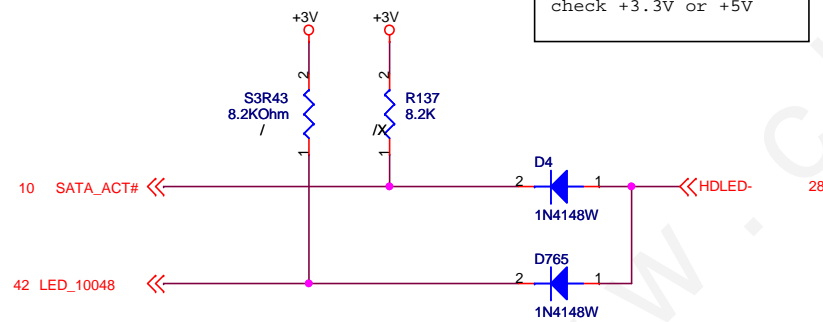 check +3.3V or +5V
+3V +3V
2 2
S3R43 R137
8.2KOhm 8.2K
/ /X
1 1
D4
10 SATA_ACT# 2 1 HDLED- 28
1N4148W
D765
42 LED_10048 2 1
1N4148W
w . c